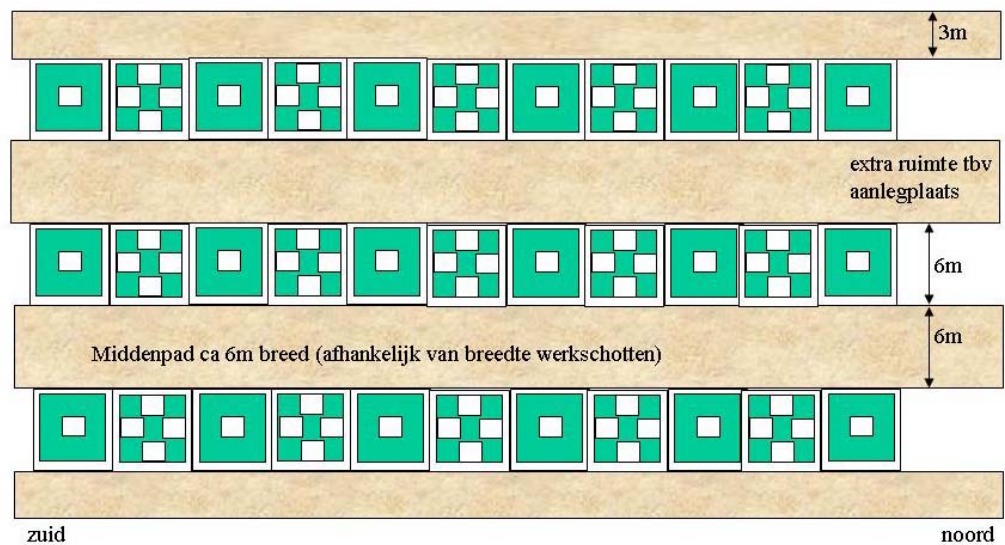 3m
extra ruimte tbv
aanlegplaats
6m
6m
Middenpad ca 6m breed (afhankelijk van breedte werkschotten)
zuid
noord